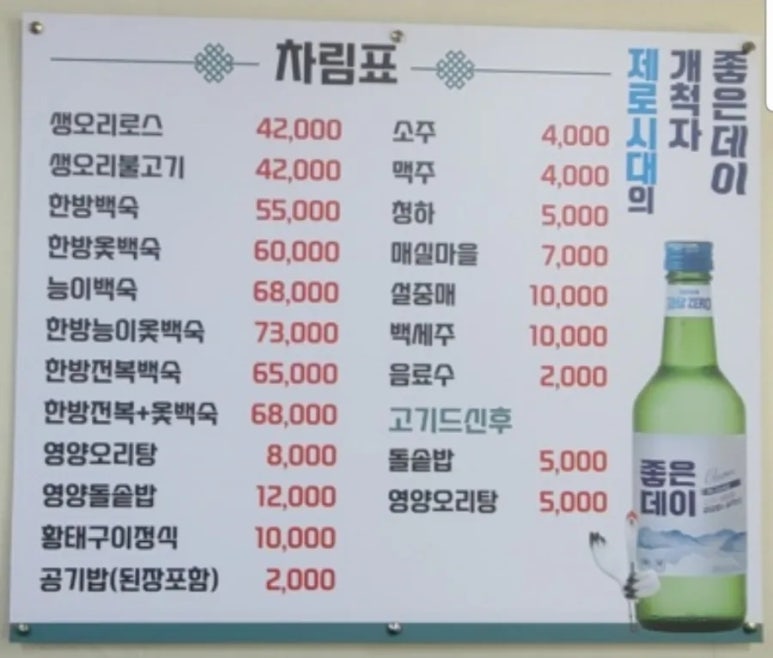 차림표
생오리로스 42,000
생오리불고기 42,000
한방백숙 55,000
한방옻백숙 60,000
능이백숙 68,000
한방능이옻백숙 73,000
한방전복백숙 65,000
한방전복+옻백숙 68,000
영양오리탕 8,000
영양돌솥밥 12,000
황태구이정식 10,000
공기밥(된장포함) 2,000
소주 4,000
맥주 4,000
청하 5,000
매실마을 7,000
설중매 10,000
백세주 10,000
음료수 2,000
고기드신후
돌솥밥 5,000
영양오리탕 5,000
좋은데이
개척자
제로시대의
ZERO
좋은
데이